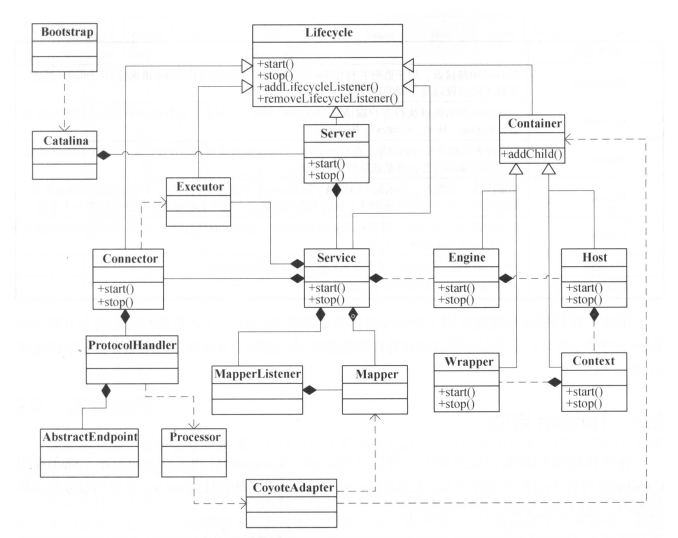 Bootstrap
Lifecycle
+start()
+stop()
+addLifecycleListener()
+removeLifecycleListener()
Container
+addChild()
Catalina
Server
+start()
+stop()
Executor
Connector
+start()
+stop()
Service
+start()
+stop()
Engine
+start()
+stop()
Host
+start()
+stop()
ProtocolHandler
MapperListener
Mapper
Wrapper
+start()
+stop()
Context
+start()
+stop()
AbstractEndpoint
Processor
CoyoteAdapter